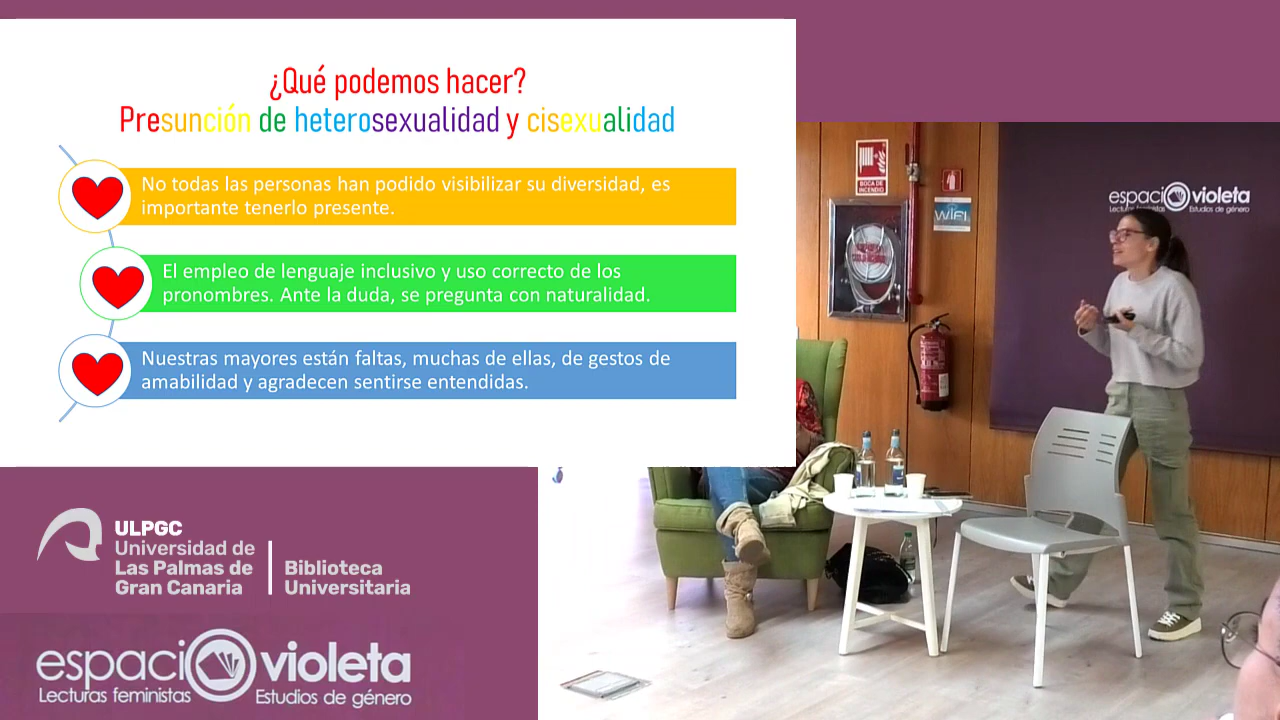 ¿Qué podemos hacer?
Presunción de heterosexualidad y cisexualidad
No todas las personas han podido visibilizar su diversidad, es
importante tenerlo presente.
El empleo de lenguaje inclusivo y uso correcto de los
pronombres. Ante la duda, se pregunta con naturalidad.
Nuestras mayores están faltas, muchas de ellas, de gestos de
amabilidad y agradecen sentirse entendidas.
BOCA DE
INCENDIO
WiFi
espacio violeta
Lecturas feministas Estudios de género
ULPGC
Universidad de
Las Palmas de
Gran Canaria
Biblioteca
Universitaria
espacio violeta
Lecturas feministas Estudios de género